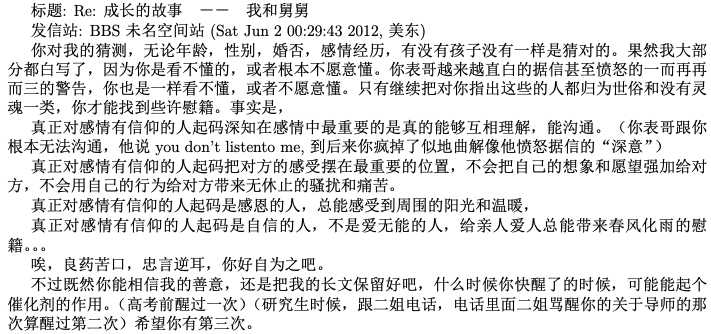 标题: Re: 成长的故事　－－　我和舅舅
发信站: BBS 未名空间站 (Sat Jun 2 00:29:43 2012, 美东)
你对我的猜测，无论年龄，性别，婚否，感情经历，有没有孩子没有一样是猜对的。果然我大部
分都白写了，因为你是看不懂的，或者根本不愿意懂。你表哥越来越直白的据信甚至愤怒的一而再再
而三的警告，你也是一样看不懂，或者不愿意懂。只有继续把对你指出这些的人都归为世俗和没有灵
魂一类，你才能找到些许慰籍。事实是，
真正对感情有信仰的人起码深知在感情中最重要的是真的能够互相理解，能沟通。（你表哥跟你
根本无法沟通，他说 you don't listento me, 到后来你疯掉了似地曲解像他愤怒据信的“深意”）
真正对感情有信仰的人起码把对方的感受摆在最重要的位置，不会把自己的想象和愿望强加给对
方，不会用自己的行为给对方带来无休止的骚扰和痛苦。
真正对感情有信仰的人起码是感恩的人，总能感受到周围的阳光和温暖，
真正对感情有信仰的人起码是自信的人，不是爱无能的人，给亲人爱人总能带来春风化雨的慰
籍。。。
唉，良药苦口，忠言逆耳，你好自为之吧。
不过既然你能相信我的善意，还是把我的长文保留好吧，什么时候你快醒了的时候，可能能起个
催化剂的作用。（高考前醒过一次）（研究生时候，跟二姐电话，电话里面二姐骂醒你的关于导师的那
次算醒过第二次）希望你有第三次。